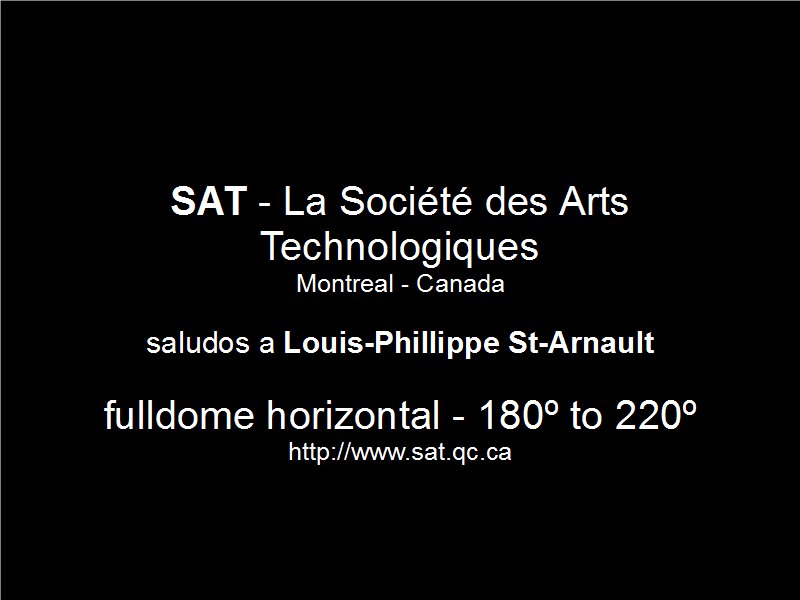 SAT - La Société des Arts
Technologiques
Montreal - Canada
saludos a Louis-Phillippe St-Arnault
fulldome horizontal - 180º to 220º
http://www.sat.qc.ca